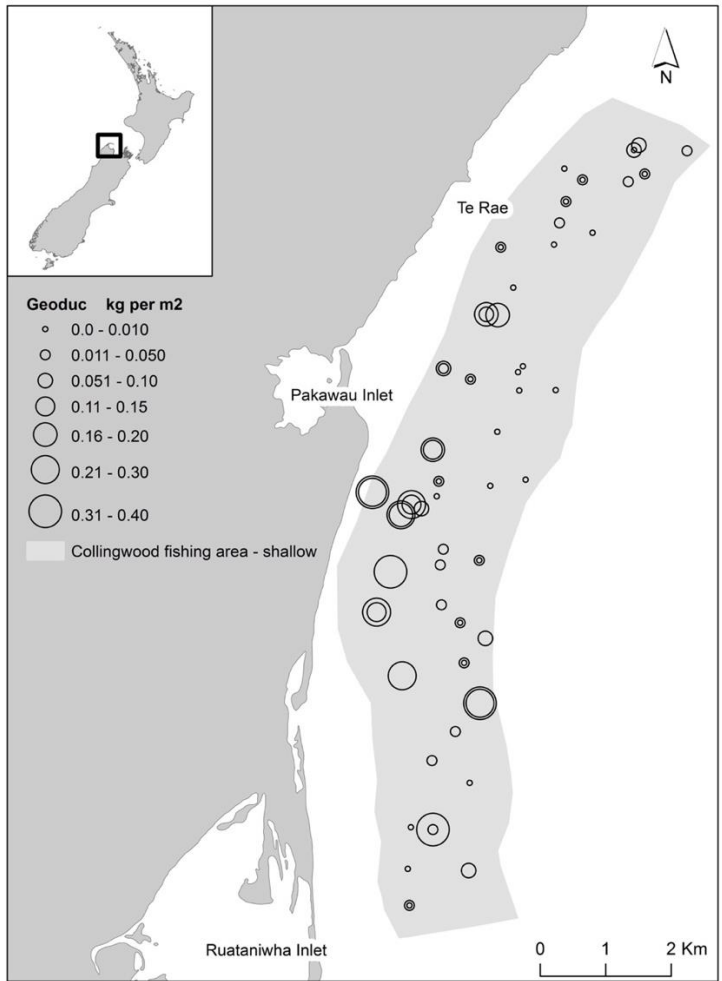 N
Te Rae
Geoduc kg per m2
0.0 - 0.010
0.011 - 0.050
0.051 - 0.10
0.11 - 0.15
0.16 - 0.20
0.21 - 0.30
0.31 - 0.40
Collingwood fishing area - shallow
Pakawau Inlet
Ruataniwha Inlet
0 1 2 Km